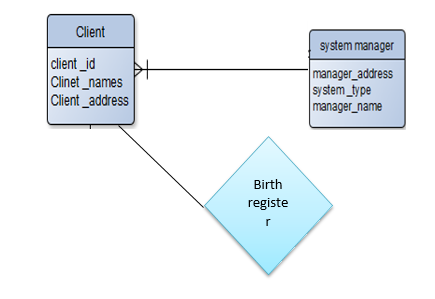 Client
client _id
Clinet _names
Client _address
system manager
manager_address
system _type
manager_name
Birth
registe
r